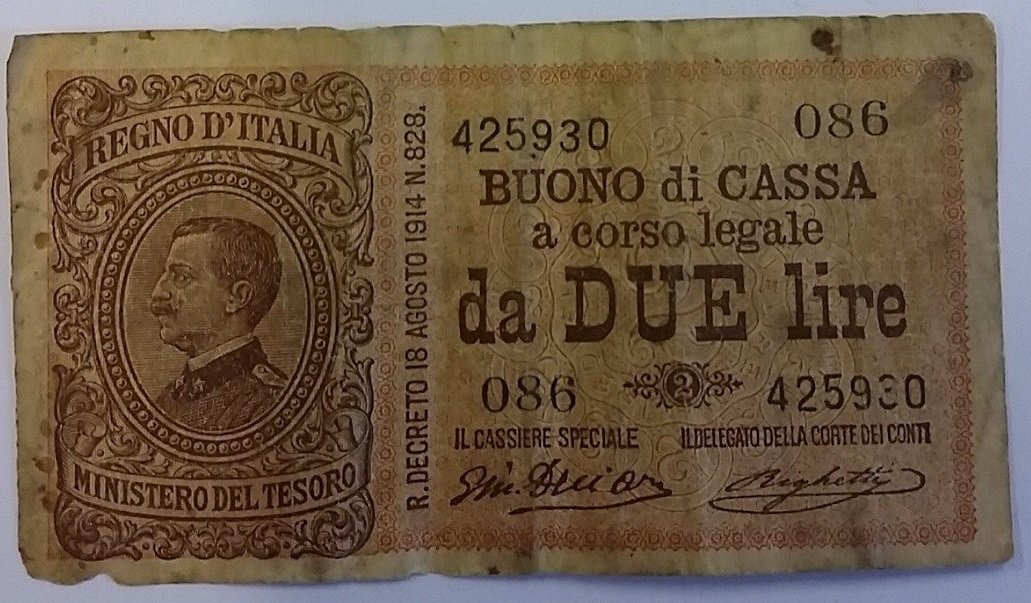 REGNO D'ITALIA
MINISTERO DEL TESORO
R. DECRETO 18 AGOSTO 1914 N. 828.
425930 086
BUONO di CASSA
a corso legale
da DUE lire
086 2 425930
IL CASSIERE SPECIALE IL DELEGATO DELLA CORTE DEI CONTI
Righetti